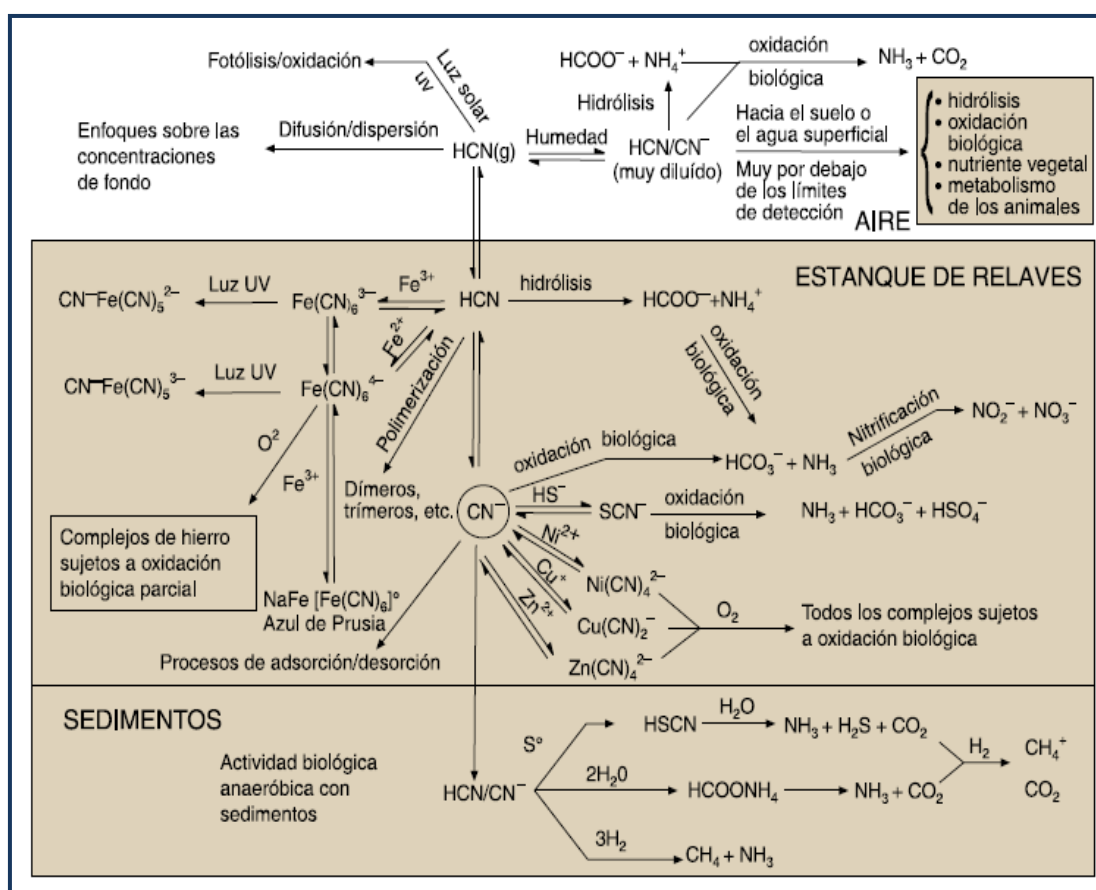 Fotólisis/oxidación
Luz solar
uv
HCOO⁻ + NH₄⁺
oxidación
biológica
NH₃ + CO₂
Hidrólisis
Enfoques sobre las
concentraciones
de fondo
Difusión/dispersión
HCN(g)
Humedad
HCN/CN⁻
(muy diluído)
Hacia el suelo o
el agua superficial
Muy por debajo
de los límites
de detección
• hidrólisis
• oxidación
biológica
• nutriente vegetal
• metabolismo
de los animales
AIRE
ESTANQUE DE RELAVES
CN⁻Fe(CN)₅²⁻
Luz UV
Fe(CN)₆³⁻
Fe³⁺
HCN
hidrólisis
HCOO⁻+NH₄⁺
Fe²⁺
CN⁻Fe(CN)₅³⁻
Luz UV
Fe(CN)₆⁴⁻
Polimerización
oxidación
biológica
O²
Fe³⁺
Dímeros,
trímeros, etc.
CN⁻
oxidación biológica
HCO₃⁻ + NH₃
Nitrificación
biológica
NO₂⁻ + NO₃⁻
HS⁻
SCN⁻
oxidación
biológica
NH₃ + HCO₃⁻ + HSO₄⁻
Complejos de hierro
sujetos a oxidación
biológica parcial
Ni²⁺
Ni(CN)₄²⁻
Cu⁺
Cu(CN)₂⁻
Zn²⁺
Zn(CN)₄²⁻
O₂
Todos los complejos sujetos
a oxidación biológica
NaFe [Fe(CN)₆]°
Azul de Prusia
Procesos de adsorción/desorción
SEDIMENTOS
Actividad biológica
anaeróbica con
sedimentos
HCN/CN⁻
S°
HSCN
H₂O
NH₃ + H₂S + CO₂
2H₂0
HCOONH₄
NH₃ + CO₂
H₂
CH₄⁺
CO₂
3H₂
CH₄ + NH₃